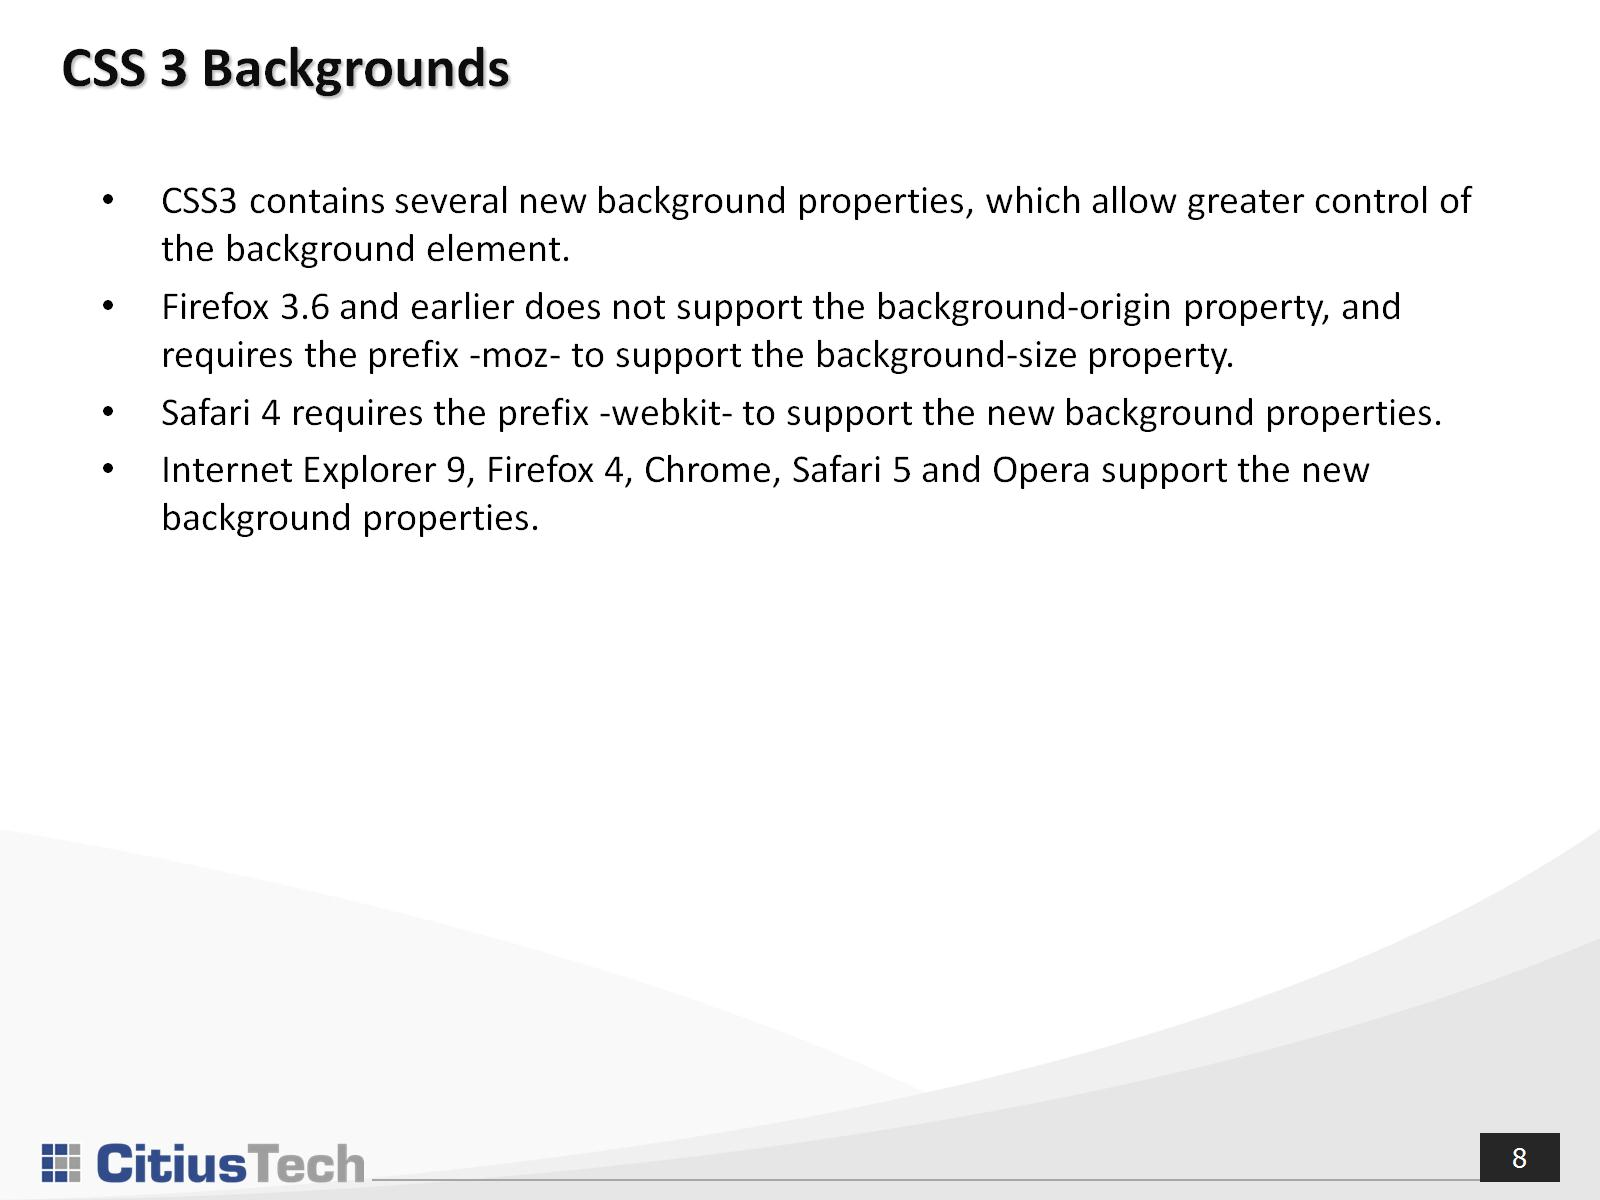 CSS 3 Backgrounds
• CSS3 contains several new background properties, which allow greater control of
the background element.
• Firefox 3.6 and earlier does not support the background-origin property, and
requires the prefix -moz- to support the background-size property.
• Safari 4 requires the prefix -webkit- to support the new background properties.
• Internet Explorer 9, Firefox 4, Chrome, Safari 5 and Opera support the new
background properties.
CitiusTech
8